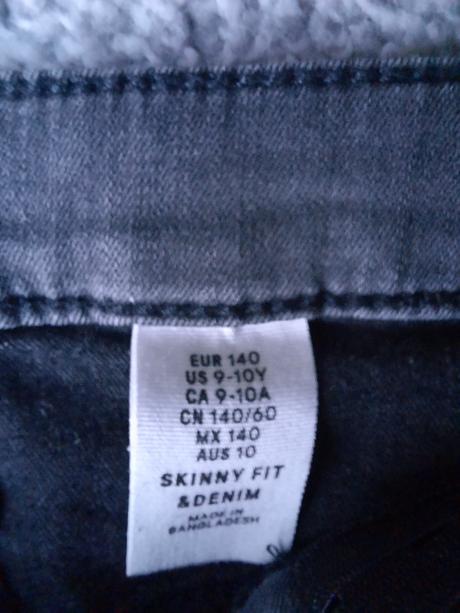 EUR 140
US 9-10Y
CA 9-10A
CN 140/60
MX 140
AUS 10
SKINNY FIT
&DENIM
MADE IN
BANGLADESH